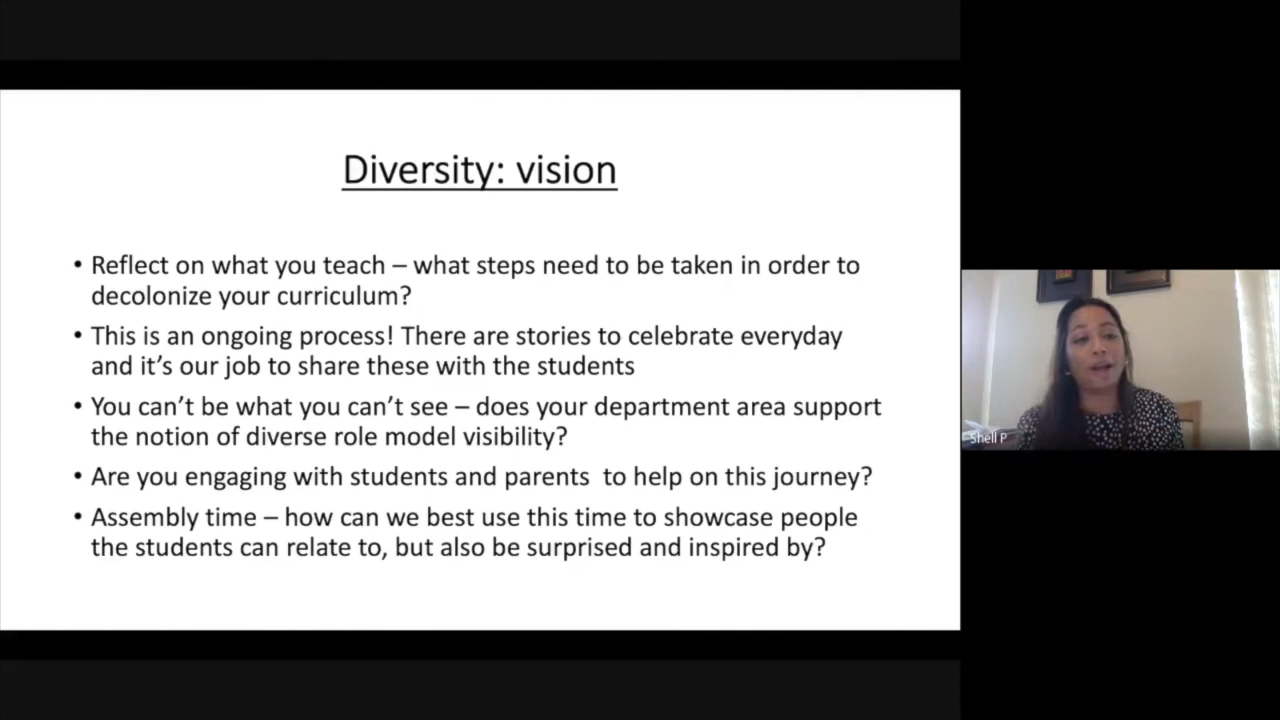 Diversity: vision
• Reflect on what you teach – what steps need to be taken in order to
decolonize your curriculum?
• This is an ongoing process! There are stories to celebrate everyday
and it's our job to share these with the students
• You can't be what you can't see – does your department area support
the notion of diverse role model visibility?
• Are you engaging with students and parents  to help on this journey?
• Assembly time – how can we best use this time to showcase people
the students can relate to, but also be surprised and inspired by?
Shell P